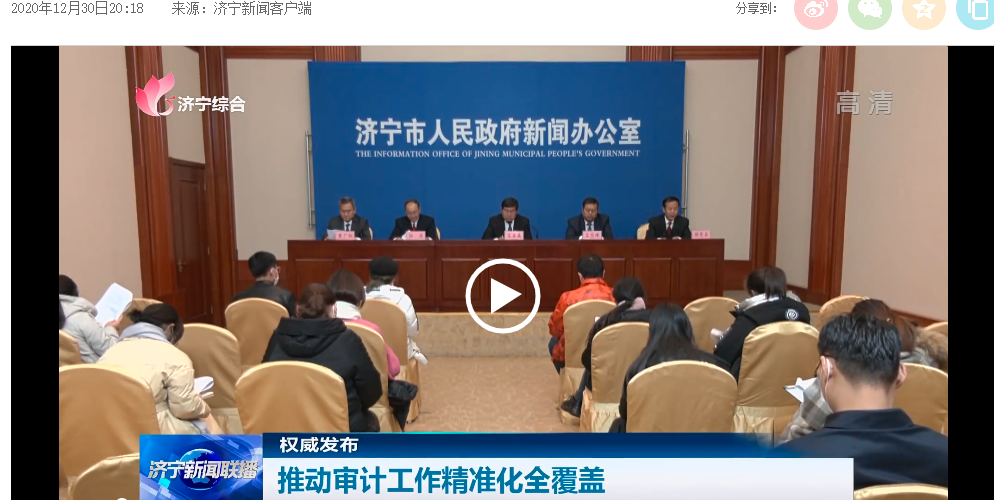 2020年12月30日20:18 来源：济宁新闻客户端 分享到：
济宁综合
高清
济宁市人民政府新闻办公室
THE INFORMATION OFFICE OF JINING MUNICIPAL PEOPLE'S GOVERNMENT
权威发布
济宁新闻联播
推动审计工作精准化全覆盖